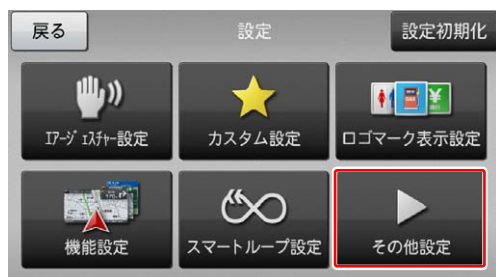 戻る
設定
設定初期化
ｴｱｰｼﾞｪｽﾁｬｰ設定
カスタム設定
ロゴマーク表示設定
機能設定
スマートループ設定
その他設定